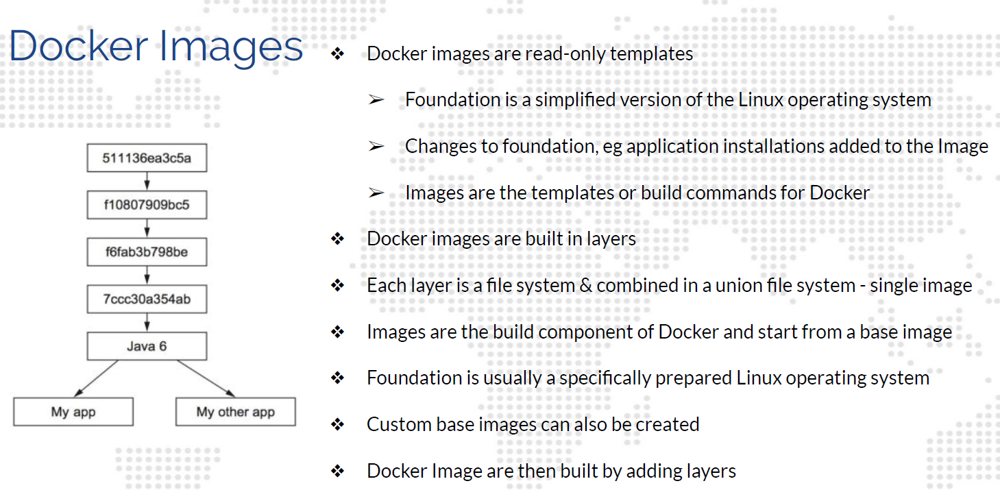 Docker Images
❖ Docker images are read-only templates
➢ Foundation is a simplified version of the Linux operating system
➢ Changes to foundation, eg application installations added to the Image
➢ Images are the templates or build commands for Docker
❖ Docker images are built in layers
❖ Each layer is a file system & combined in a union file system - single image
❖ Images are the build component of Docker and start from a base image
❖ Foundation is usually a specifically prepared Linux operating system
❖ Custom base images can also be created
❖ Docker Image are then built by adding layers
511136ea3c5a
f10807909bc5
f6fab3b798be
7ccc30a354ab
Java 6
My app
My other app